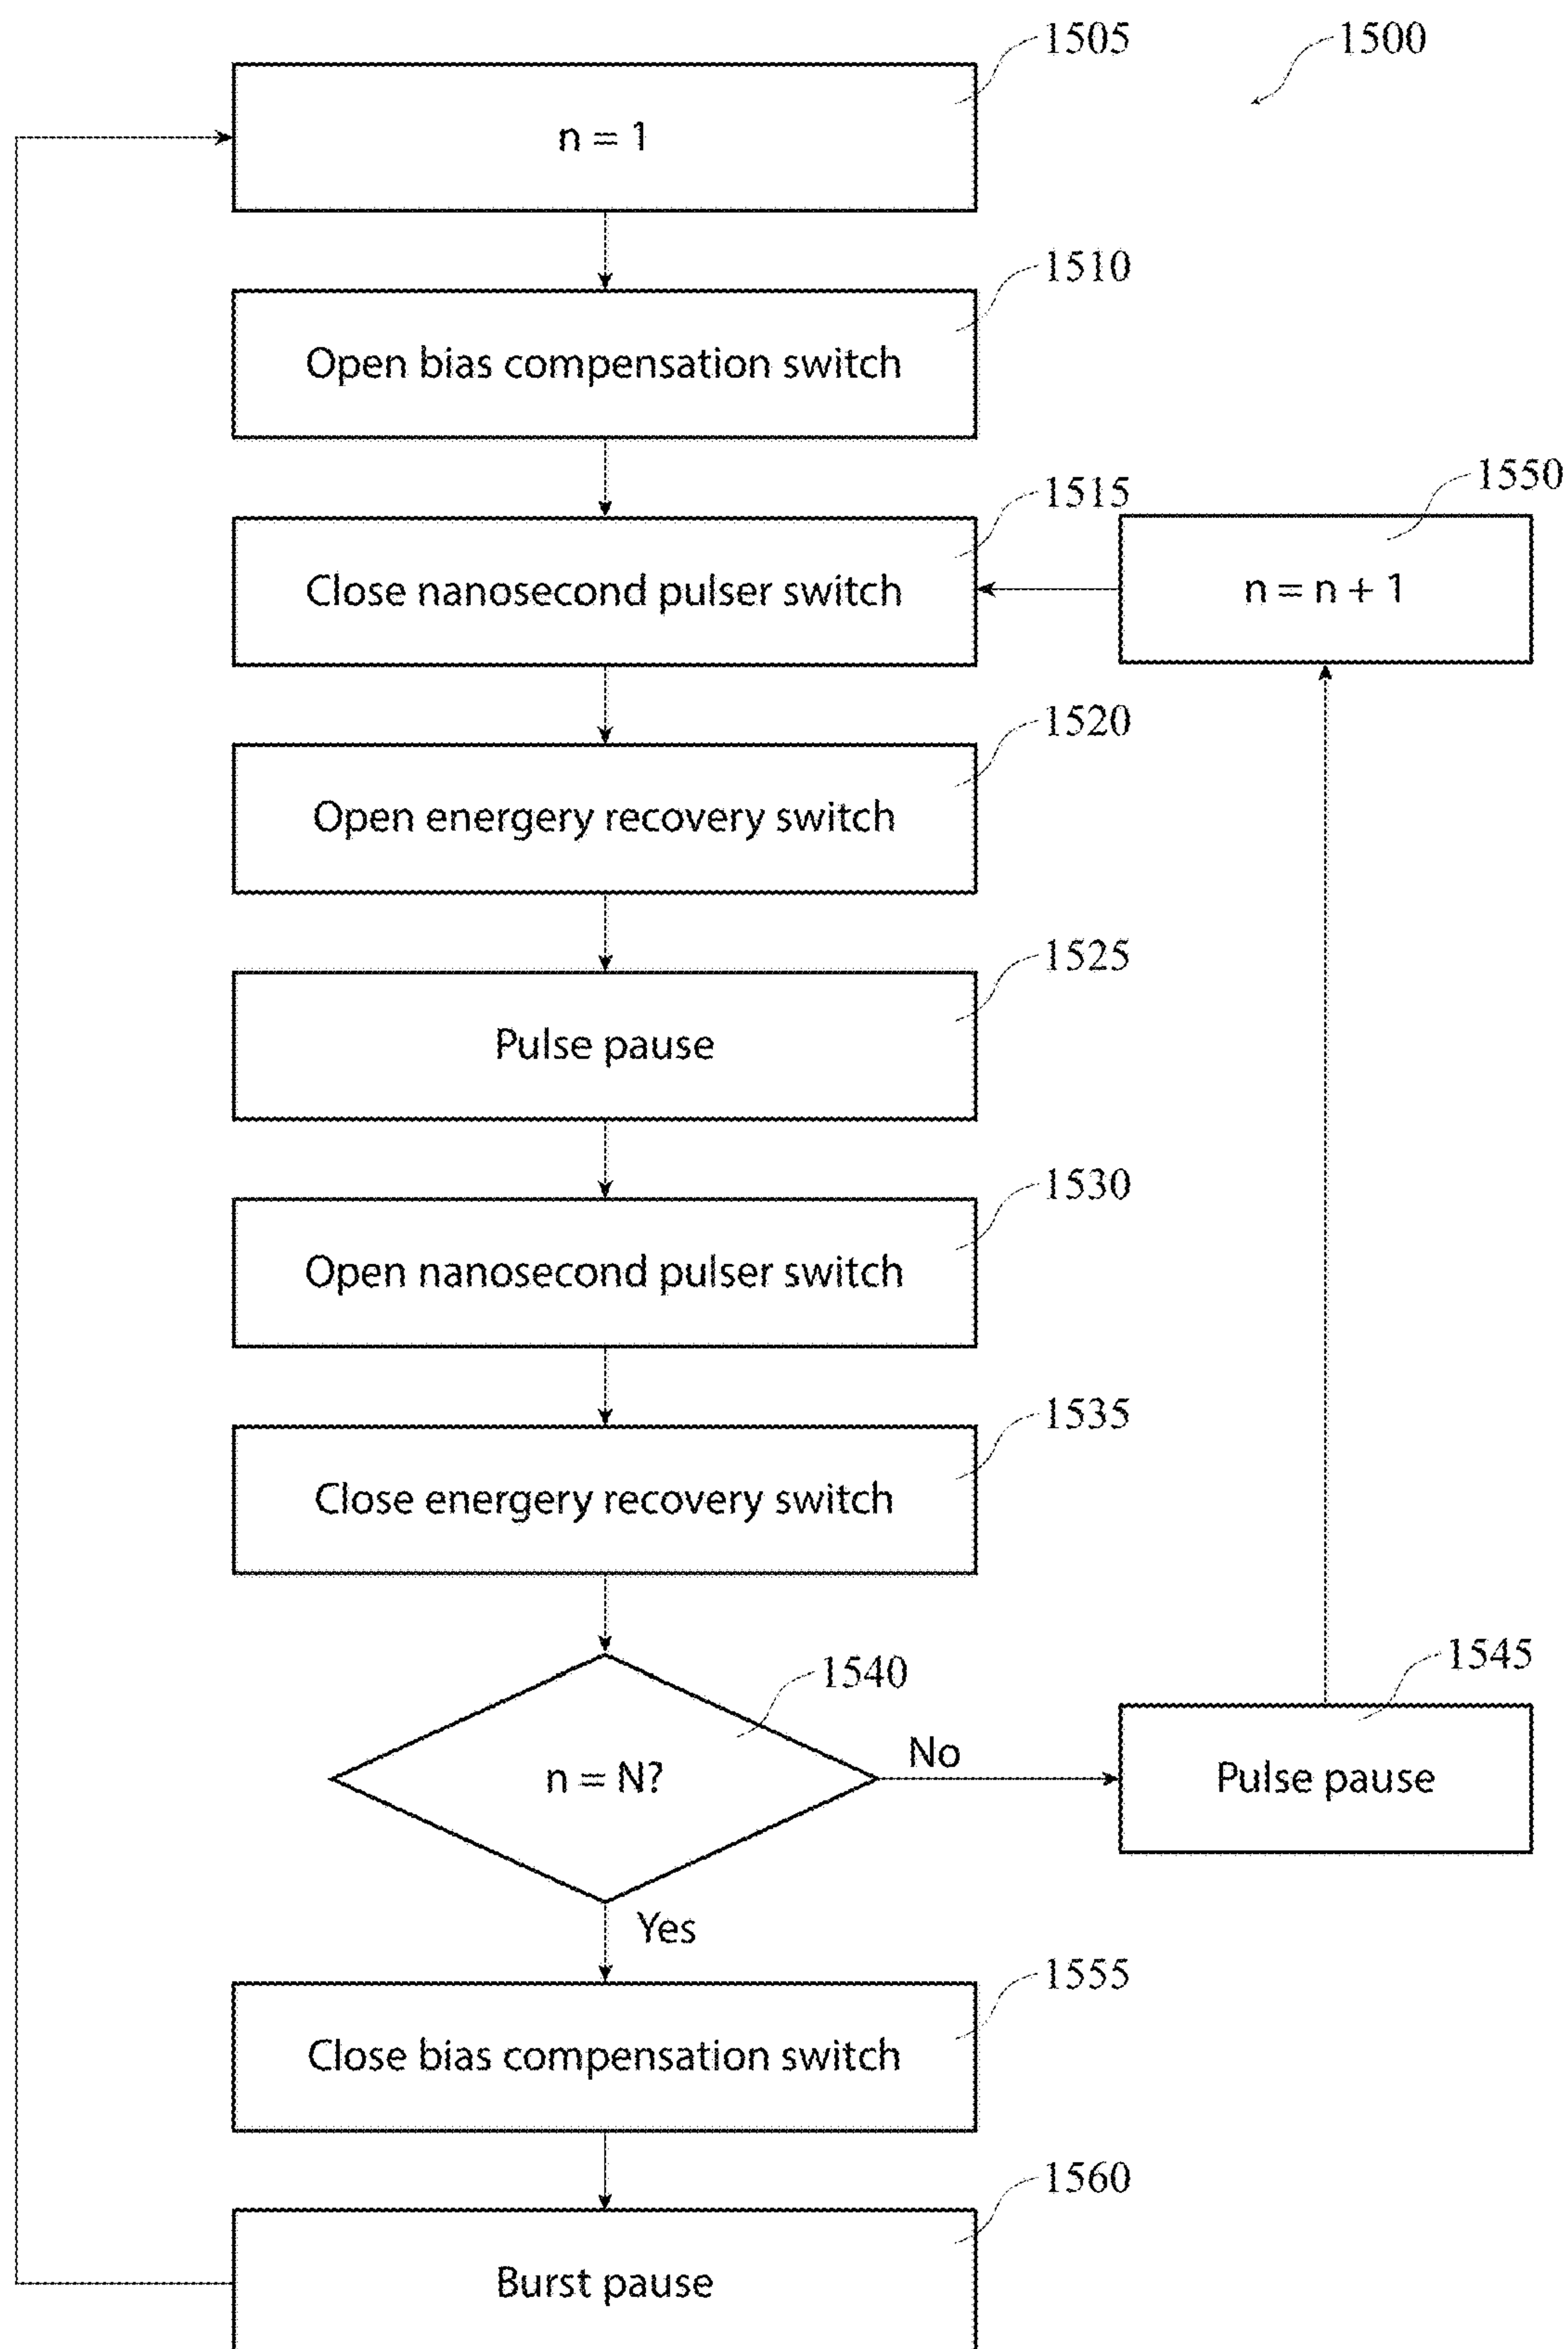 1505
1500
n = 1
1510
Open bias compensation switch
1515
1550
Close nanosecond pulser switch
n = n + 1
1520
Open energery recovery switch
1525
Pulse pause
1530
Open nanosecond pulser switch
1535
Close energery recovery switch
1540
1545
n = N?
No
Pulse pause
Yes
1555
Close bias compensation switch
1560
Burst pause